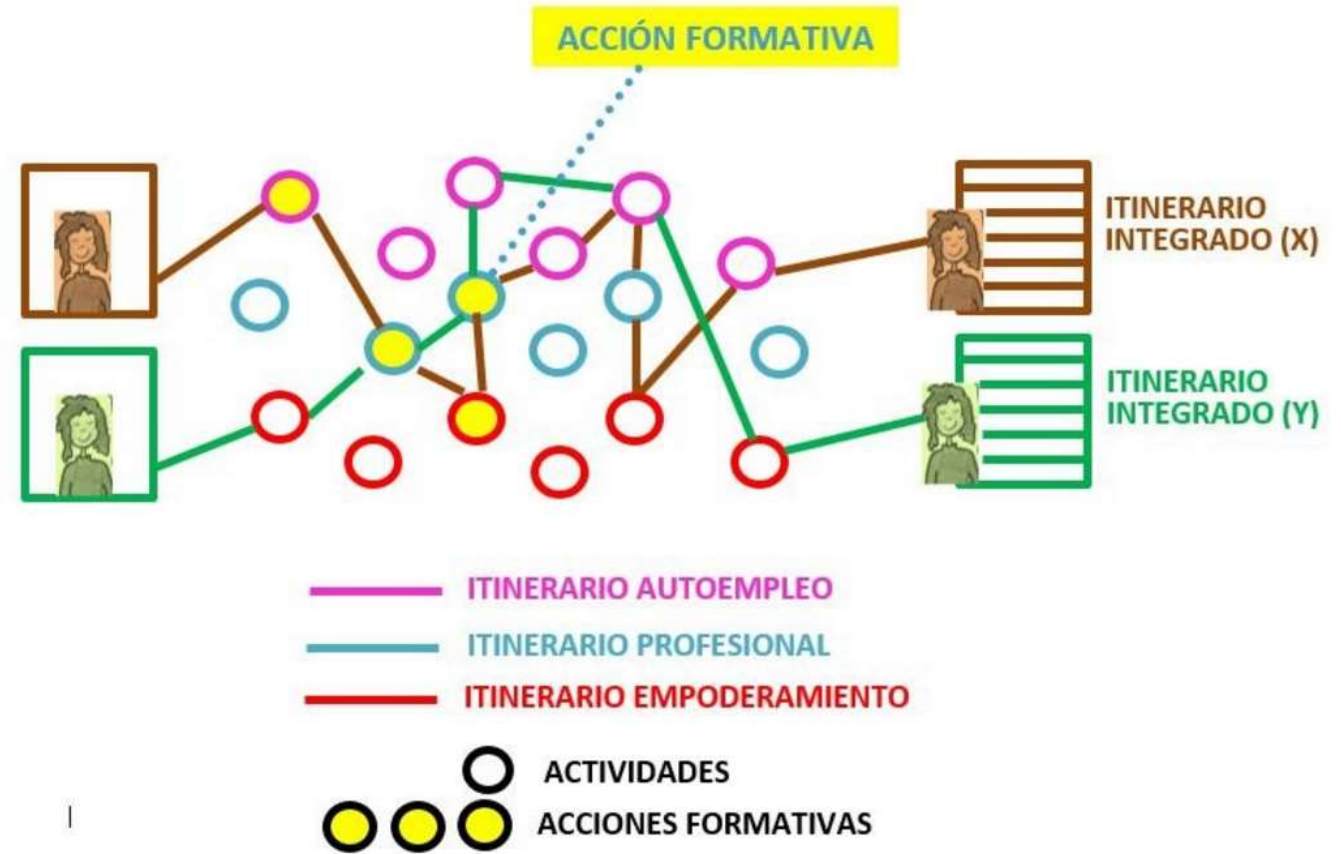 ACCIÓN FORMATIVA
ITINERARIO
INTEGRADO (X)
ITINERARIO
INTEGRADO (Y)
ITINERARIO AUTOEMPLEO
ITINERARIO PROFESIONAL
ITINERARIO EMPODERAMIENTO
ACTIVIDADES
ACCIONES FORMATIVAS